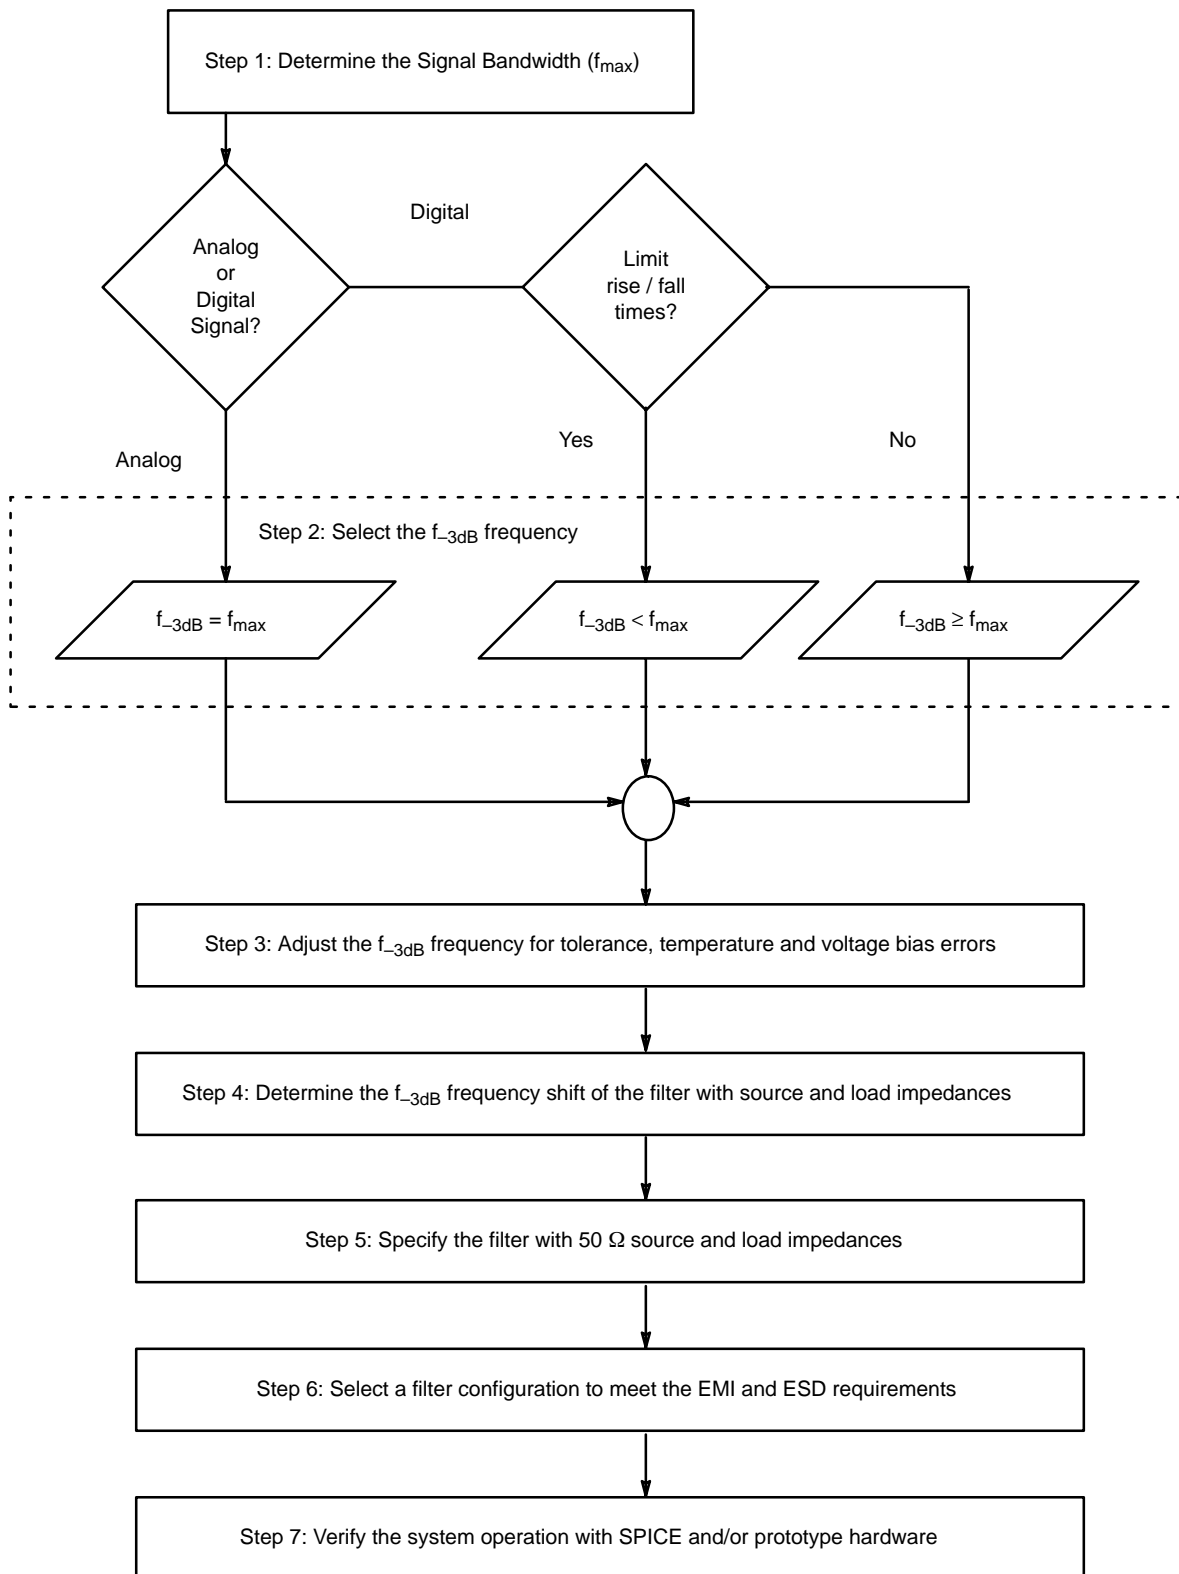 Step 1: Determine the Signal Bandwidth (fmax)
Digital
Analog
or
Digital
Signal?
Limit
rise / fall
times?
Analog
Yes
No
Step 2: Select the f–3dB frequency
f–3dB = fmax
f–3dB < fmax
f–3dB ≥ fmax
Step 3: Adjust the f–3dB frequency for tolerance, temperature and voltage bias errors
Step 4: Determine the f–3dB frequency shift of the filter with source and load impedances
Step 5: Specify the filter with 50 Ω source and load impedances
Step 6: Select a filter configuration to meet the EMI and ESD requirements
Step 7: Verify the system operation with SPICE and/or prototype hardware